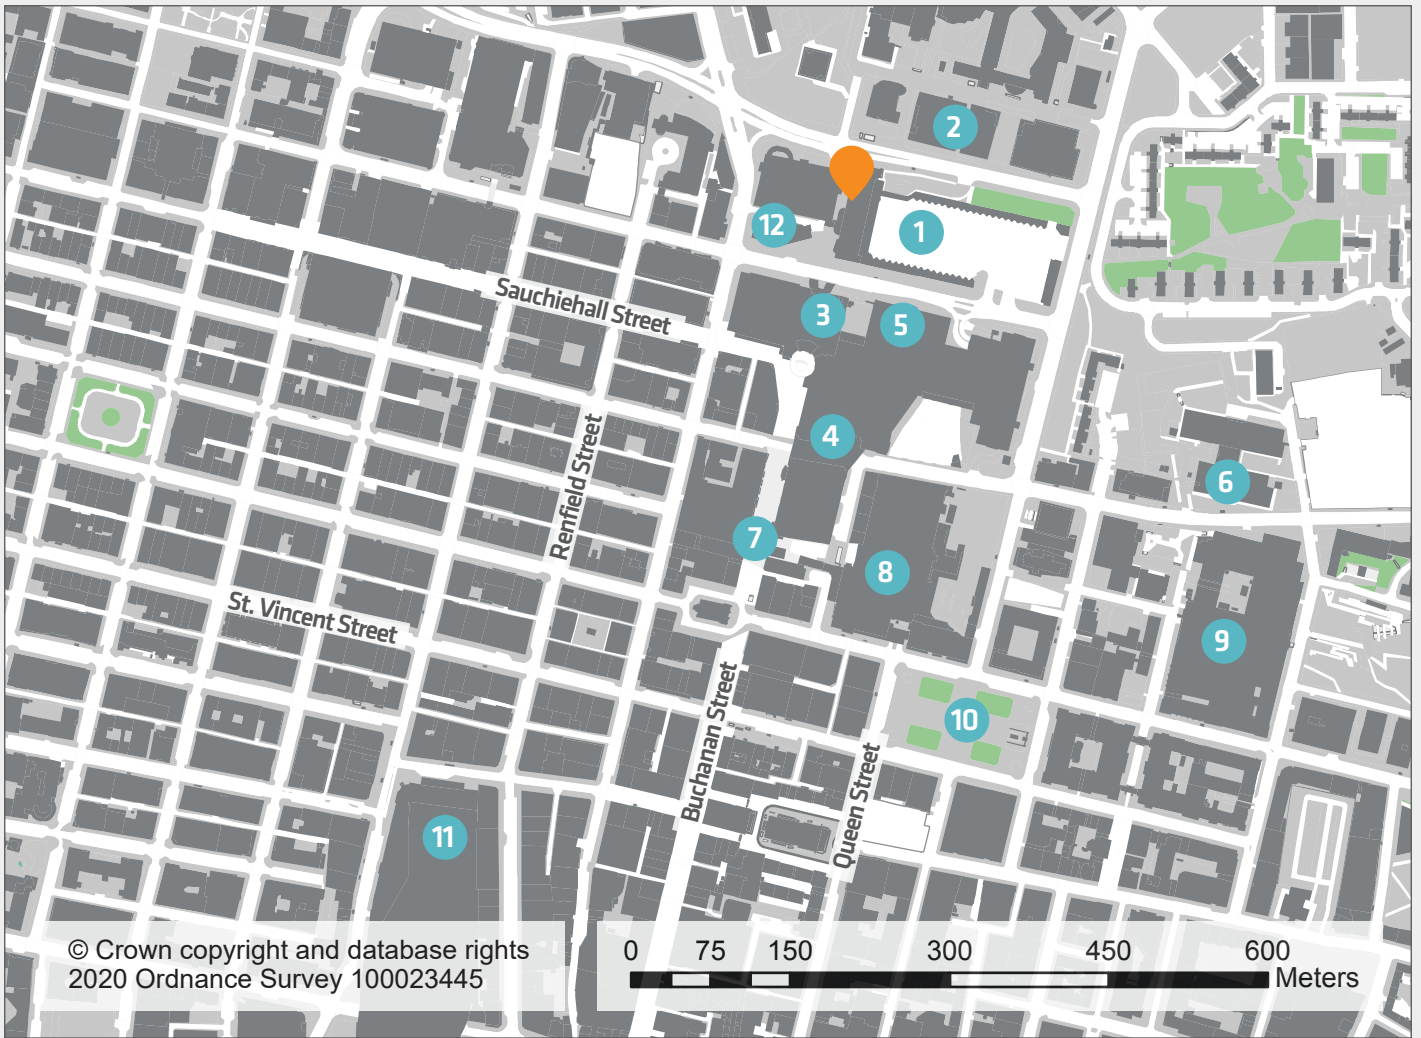 2
1
12
3
5
Sauchiehall Street
4
Renfield Street
6
7
8
St. Vincent Street
9
Buchanan Street
10
Queen Street
11
© Crown copyright and database rights
2020 Ordnance Survey 100023445
0 75 150 300 450 600
Meters